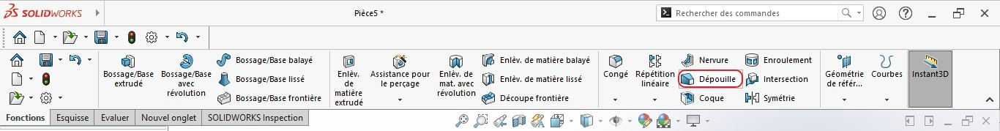 SOLIDWORKS
Pièce5 *
Rechercher des commandes
Bossage/Base
extrudé
Bossage/Base
avec
révolution
Bossage/Base balayé
Bossage/Base lissé
Bossage/Base frontière
Enlèv.
de
matière
extrudé
Assistance pour
le perçage
Enlèv. de
mat. avec
révolution
Enlèv. de matière balayé
Enlèv. de matière lissé
Découpe frontière
Congé
Répétition
linéaire
Nervure
Dépouille
Coque
Enroulement
Intersection
Symétrie
Géométrie
de référ...
Courbes
Instant3D
Fonctions
Esquisse
Evaluer
Nouvel onglet
SOLIDWORKS Inspection